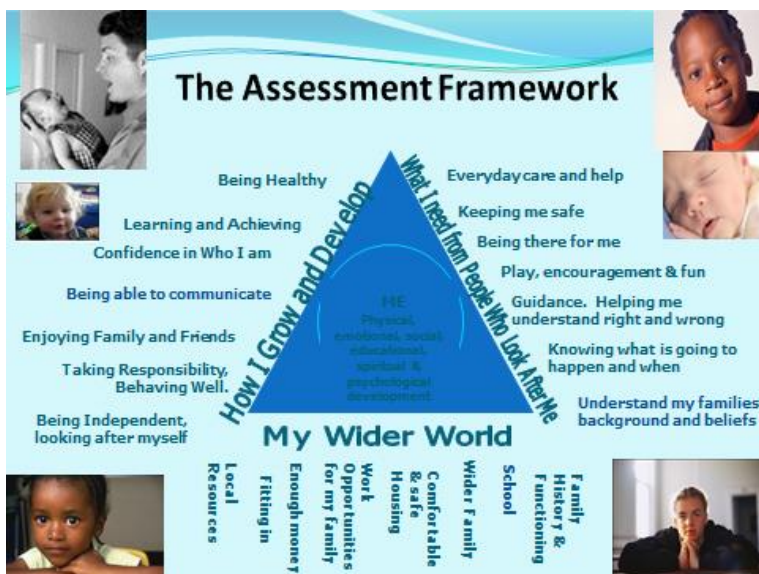 The Assessment Framework
Being Healthy
Learning and Achieving
Confidence in Who I am
Being able to communicate
Enjoying Family and Friends
Taking Responsibility,
Behaving Well.
Being Independent,
looking after myself
How I Grow and Develop
ME
Physical,
emotional, social,
educational,
spiritual &
psychological
development
What I need from People Who Look After Me
Everyday care and help
Keeping me safe
Being there for me
Play, encouragement & fun
Guidance. Helping me
understand right and wrong
Knowing what is going to
happen and when
Understand my families
background and beliefs
My Wider World
Local
Resources
Fitting in
Enough money
for my family
Opportunities
Work
Housing
& safe
Comfortable
Wider Family
School
Family
History &
Functioning